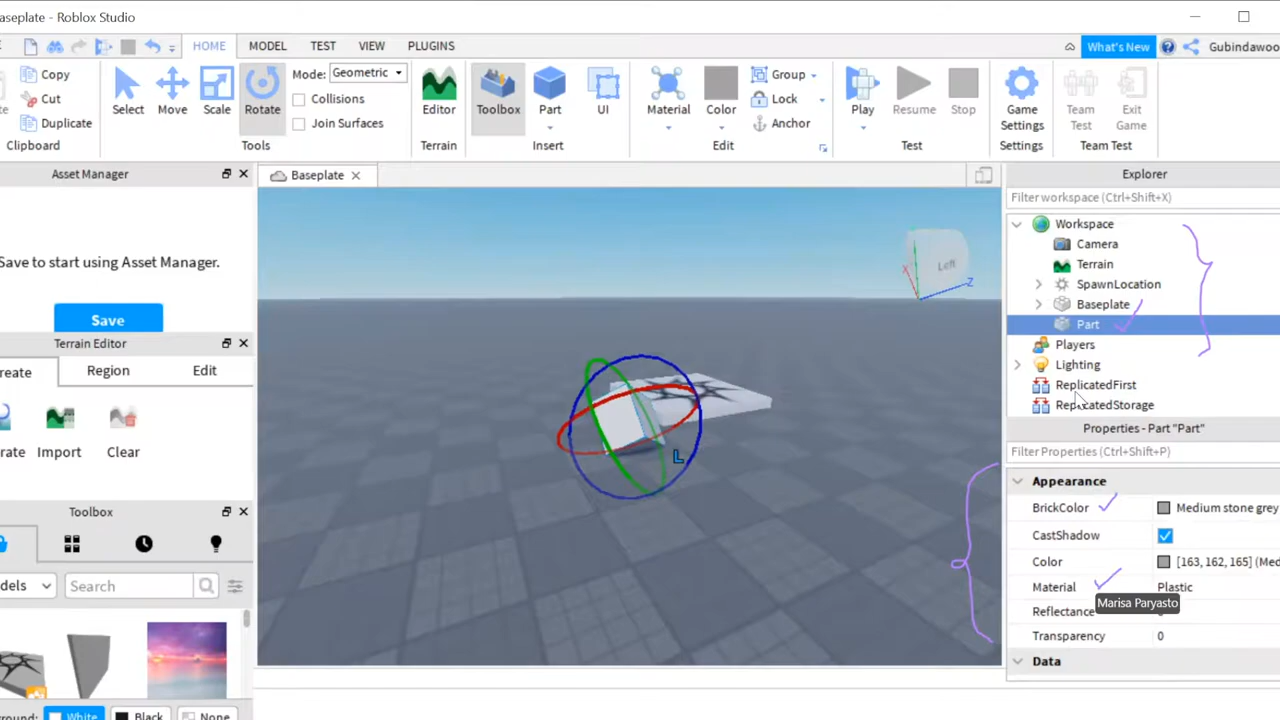 aseplate - Roblox Studio
HOME MODEL TEST VIEW PLUGINS What's New Gubindawoo
Copy
Cut
Duplicate
Clipboard
Select Move Scale Rotate
Mode: Geometric
Collisions
Join Surfaces
Tools
Editor
Terrain
Toolbox Part UI
Insert
Material Color
Group
Lock
Anchor
Edit
Play Resume Stop
Test
Game Settings
Settings
Team Test
Exit Game
Team Test
Asset Manager
Save to start using Asset Manager.
Save
Terrain Editor
reate Region Edit
rate Import Clear
Toolbox
dels Search
round: White Black None
Baseplate
Left
X
Z
L
Explorer
Filter workspace (Ctrl+Shift+X)
Workspace
Camera
Terrain
SpawnLocation
Baseplate
Part
Players
Lighting
ReplicatedFirst
ReplicatedStorage
Properties - Part "Part"
Filter Properties (Ctrl+Shift+P)
Appearance
BrickColor Medium stone grey
CastShadow
Color [163, 162, 165] (Med
Material Plastic
Marisa Paryasto
Reflectance
Transparency 0
Data